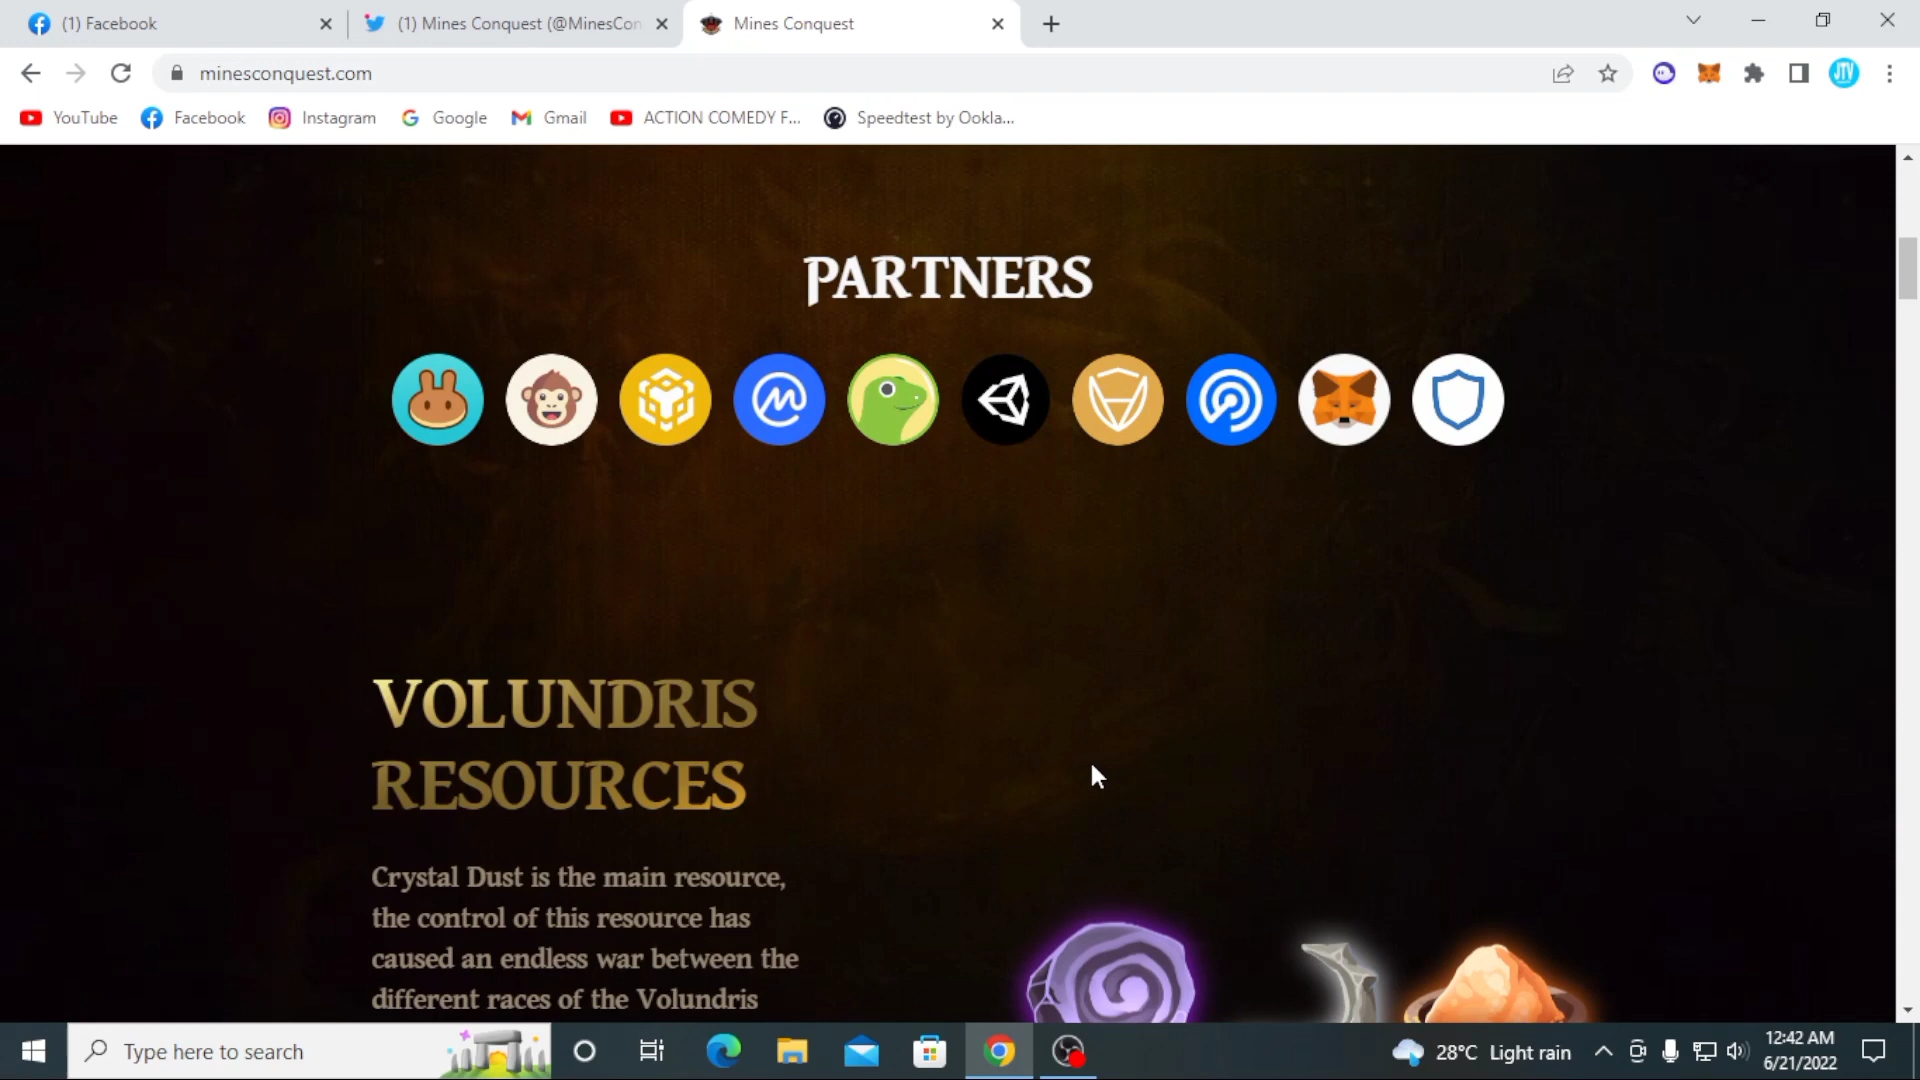 (1) Facebook
(1) Mines Conquest (@MinesCon
Mines Conquest
minesconquest.com
JTV
YouTube
Facebook
Instagram
Google
Gmail
ACTION COMEDY F...
Speedtest by Ookla...
PARTNERS
VOLUNDRIS
RESOURCES
Crystal Dust is the main resource,
the control of this resource has
caused an endless war between the
different races of the Volundris
Type here to search
28°C Light rain
12:42 AM
6/21/2022